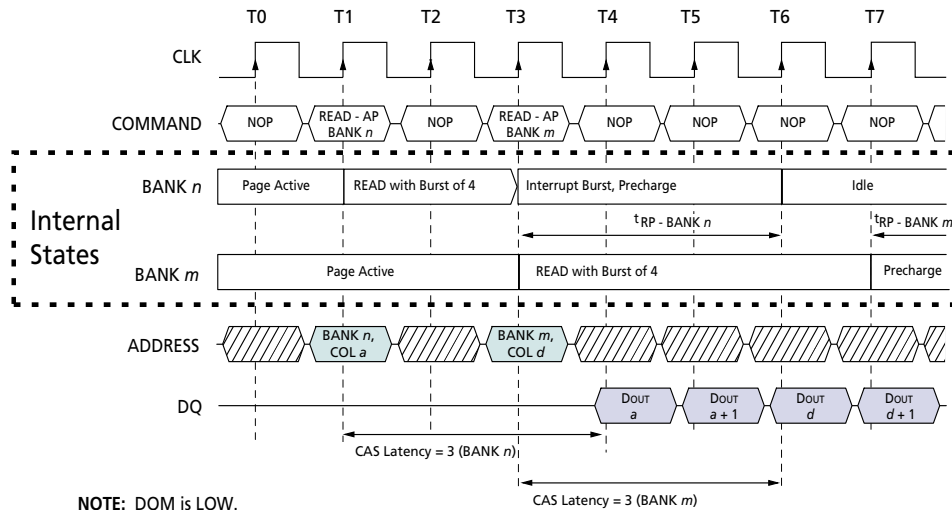 T0 T1 T2 T3 T4 T5 T6 T7
CLK
COMMAND NOP READ - AP BANK n NOP READ - AP BANK m NOP NOP NOP NOP
Internal States
BANK n Page Active READ with Burst of 4 Interrupt Burst, Precharge Idle
tRP - BANK n tRP - BANK m
BANK m Page Active READ with Burst of 4 Precharge
ADDRESS BANK n, COL a BANK m, COL d
DQ DOUT a DOUT a + 1 DOUT d DOUT d + 1
CAS Latency = 3 (BANK n)
CAS Latency = 3 (BANK m)
NOTE: DQM is LOW.